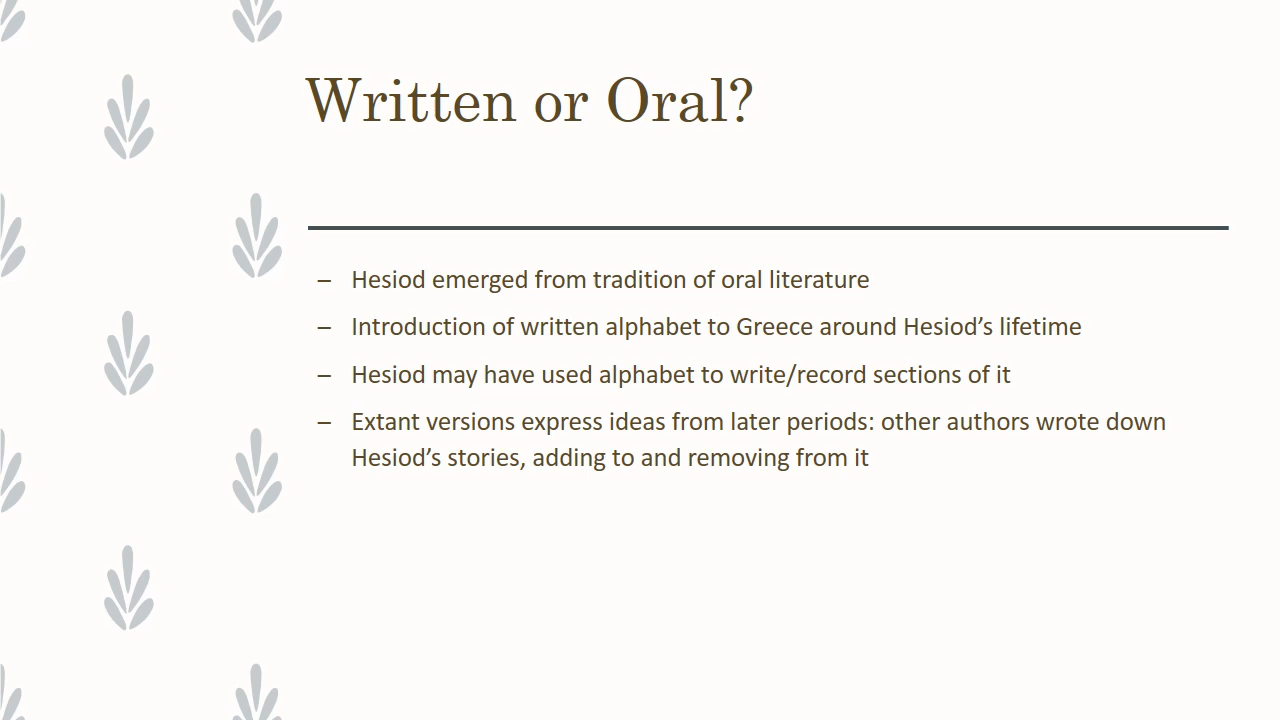 Written or Oral?
– Hesiod emerged from tradition of oral literature
– Introduction of written alphabet to Greece around Hesiod’s lifetime
– Hesiod may have used alphabet to write/record sections of it
– Extant versions express ideas from later periods: other authors wrote down
Hesiod’s stories, adding to and removing from it